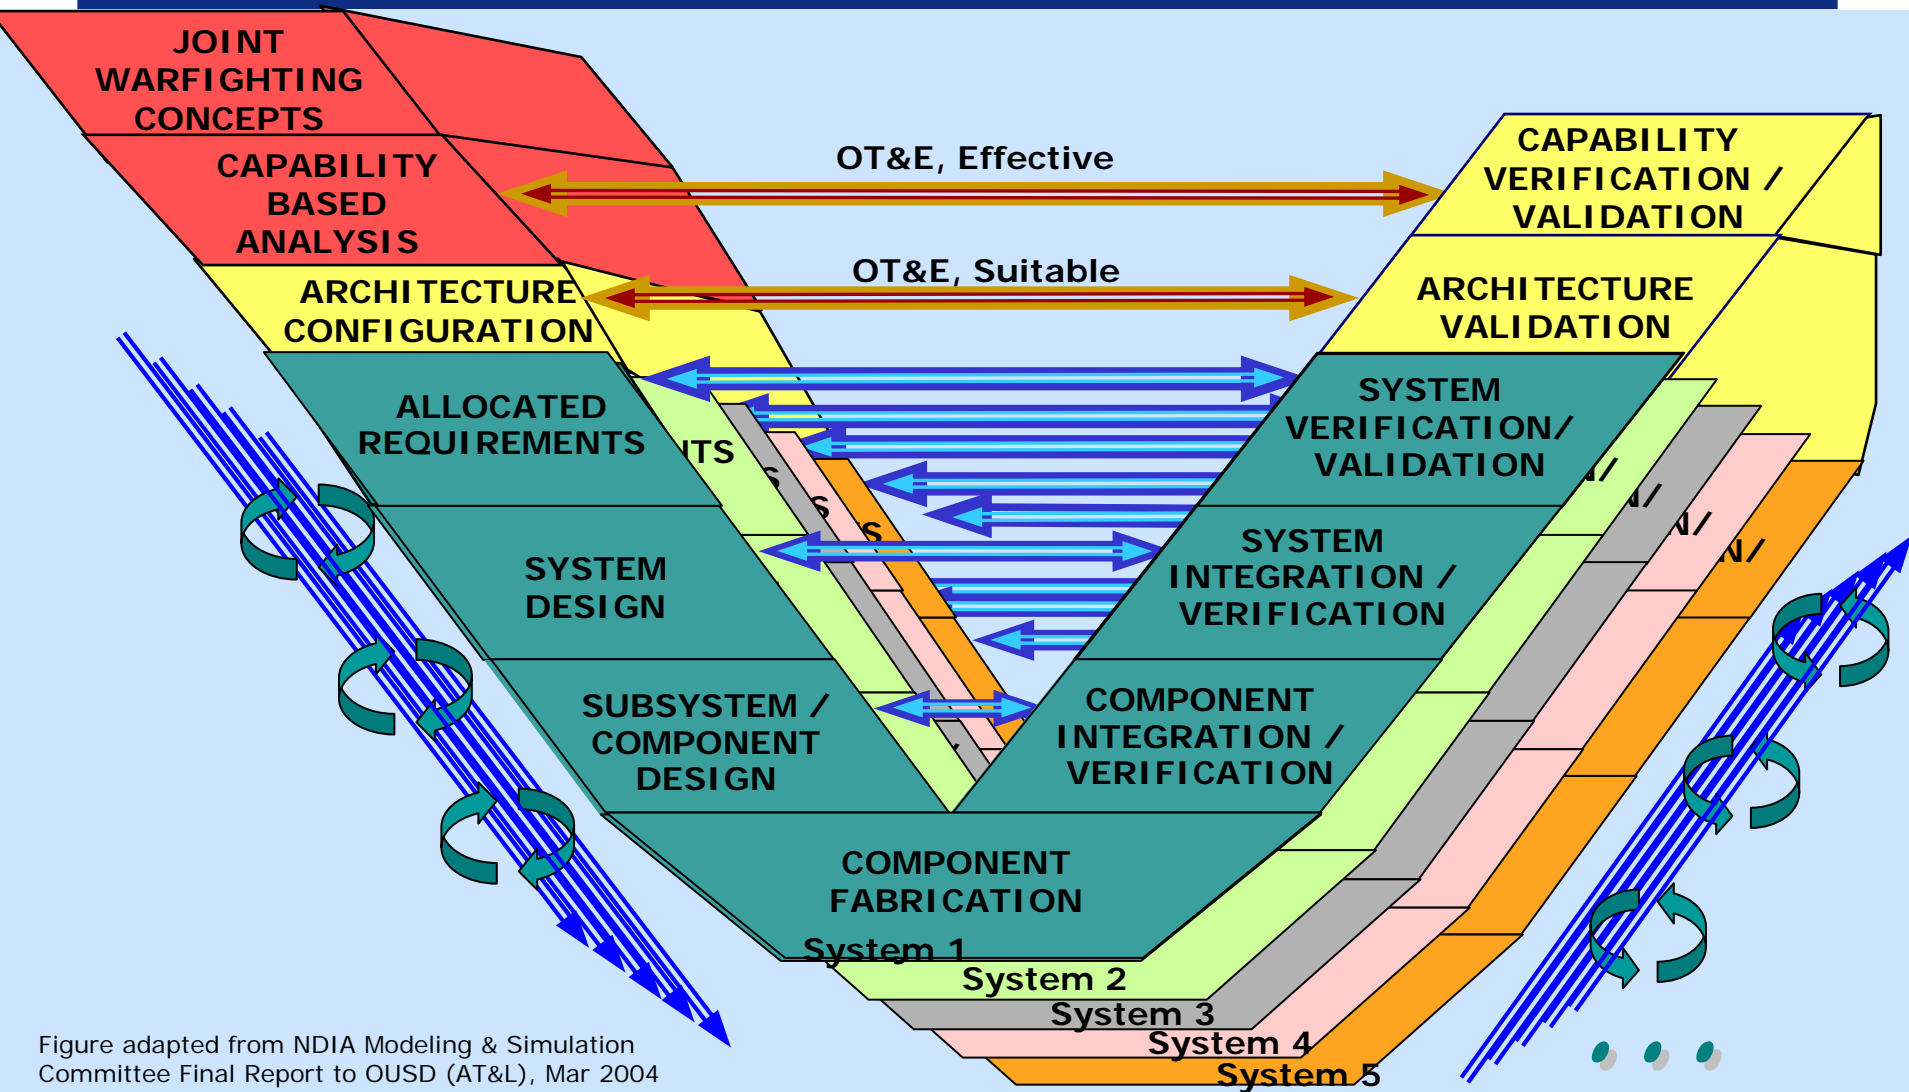 JOINT
WARFIGHTING
CONCEPTS
CAPABILITY
BASED
ANALYSIS
ARCHITECTURE
CONFIGURATION
ALLOCATED
REQUIREMENTS
SYSTEM
DESIGN
SUBSYSTEM /
COMPONENT
DESIGN
COMPONENT
FABRICATION
OT&E, Effective
OT&E, Suitable
CAPABILITY
VERIFICATION /
VALIDATION
ARCHITECTURE
VALIDATION
SYSTEM
VERIFICATION/
VALIDATION
SYSTEM
INTEGRATION /
VERIFICATION
COMPONENT
INTEGRATION /
VERIFICATION
System 1
System 2
System 3
System 4
System 5
Figure adapted from NDIA Modeling & Simulation
Committee Final Report to OUSD (AT&L), Mar 2004